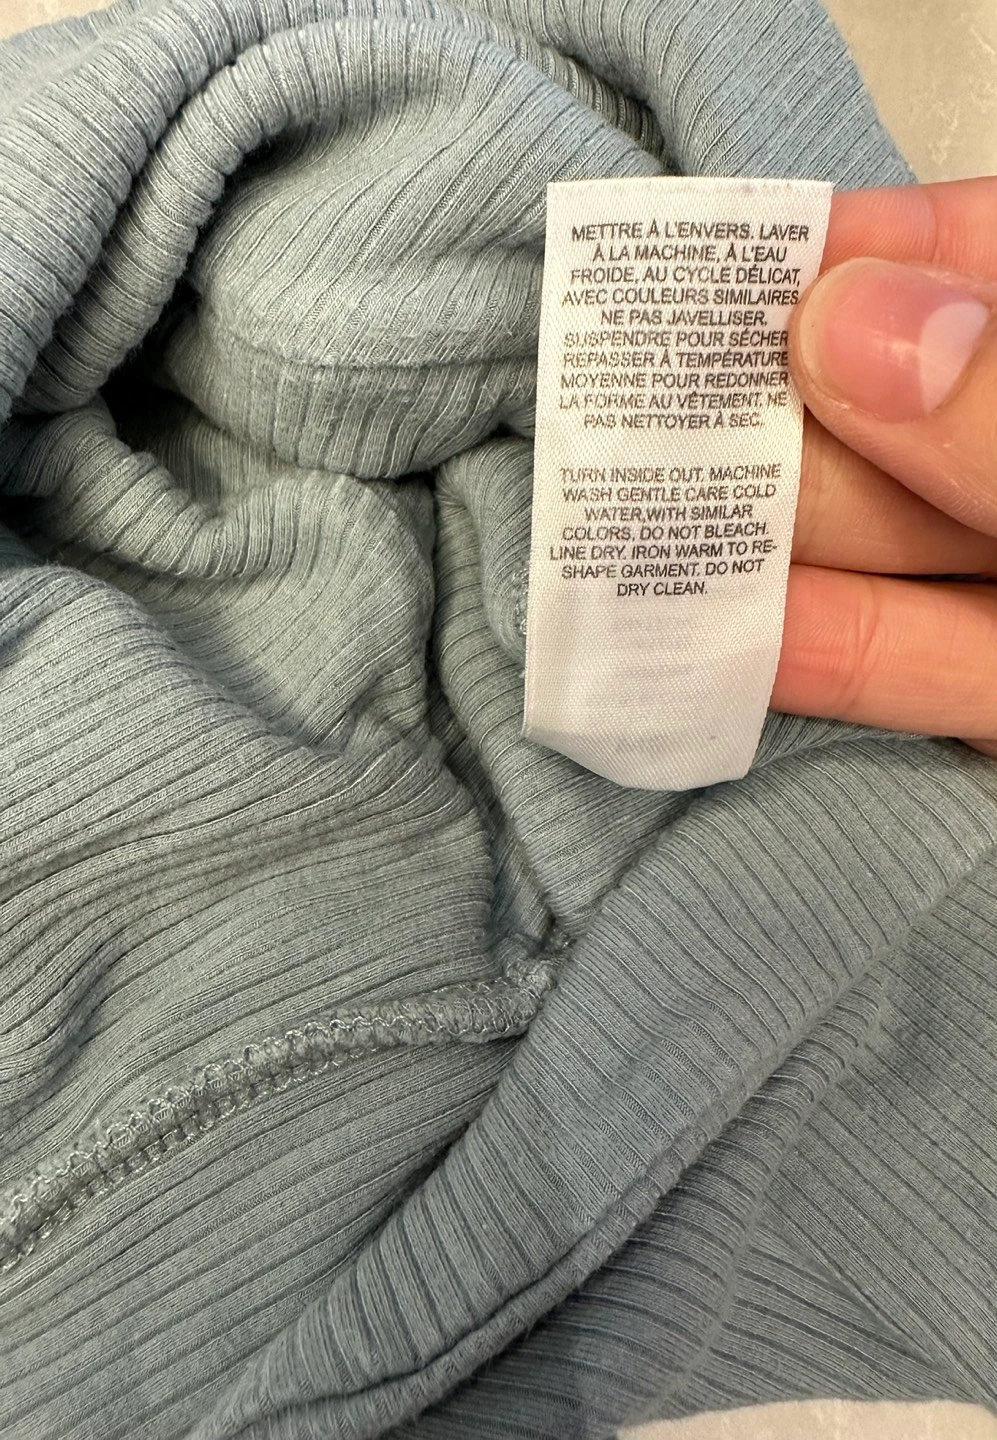 METTRE À L'ENVERS. LAVER
À LA MACHINE, À L'EAU
FROIDE, AU CYCLE DÉLICAT,
AVEC COULEURS SIMILAIRES.
NE PAS JAVELLISER.
SUSPENDRE POUR SÉCHER
REPASSER À TEMPÉRATURE
MOYENNE POUR REDONNER
LA FORME AU VÊTEMENT. NE
PAS NETTOYER À SEC.
TURN INSIDE OUT. MACHINE
WASH GENTLE CARE COLD
WATER,WITH SIMILAR
COLORS. DO NOT BLEACH.
LINE DRY. IRON WARM TO RE-
SHAPE GARMENT. DO NOT
DRY CLEAN.